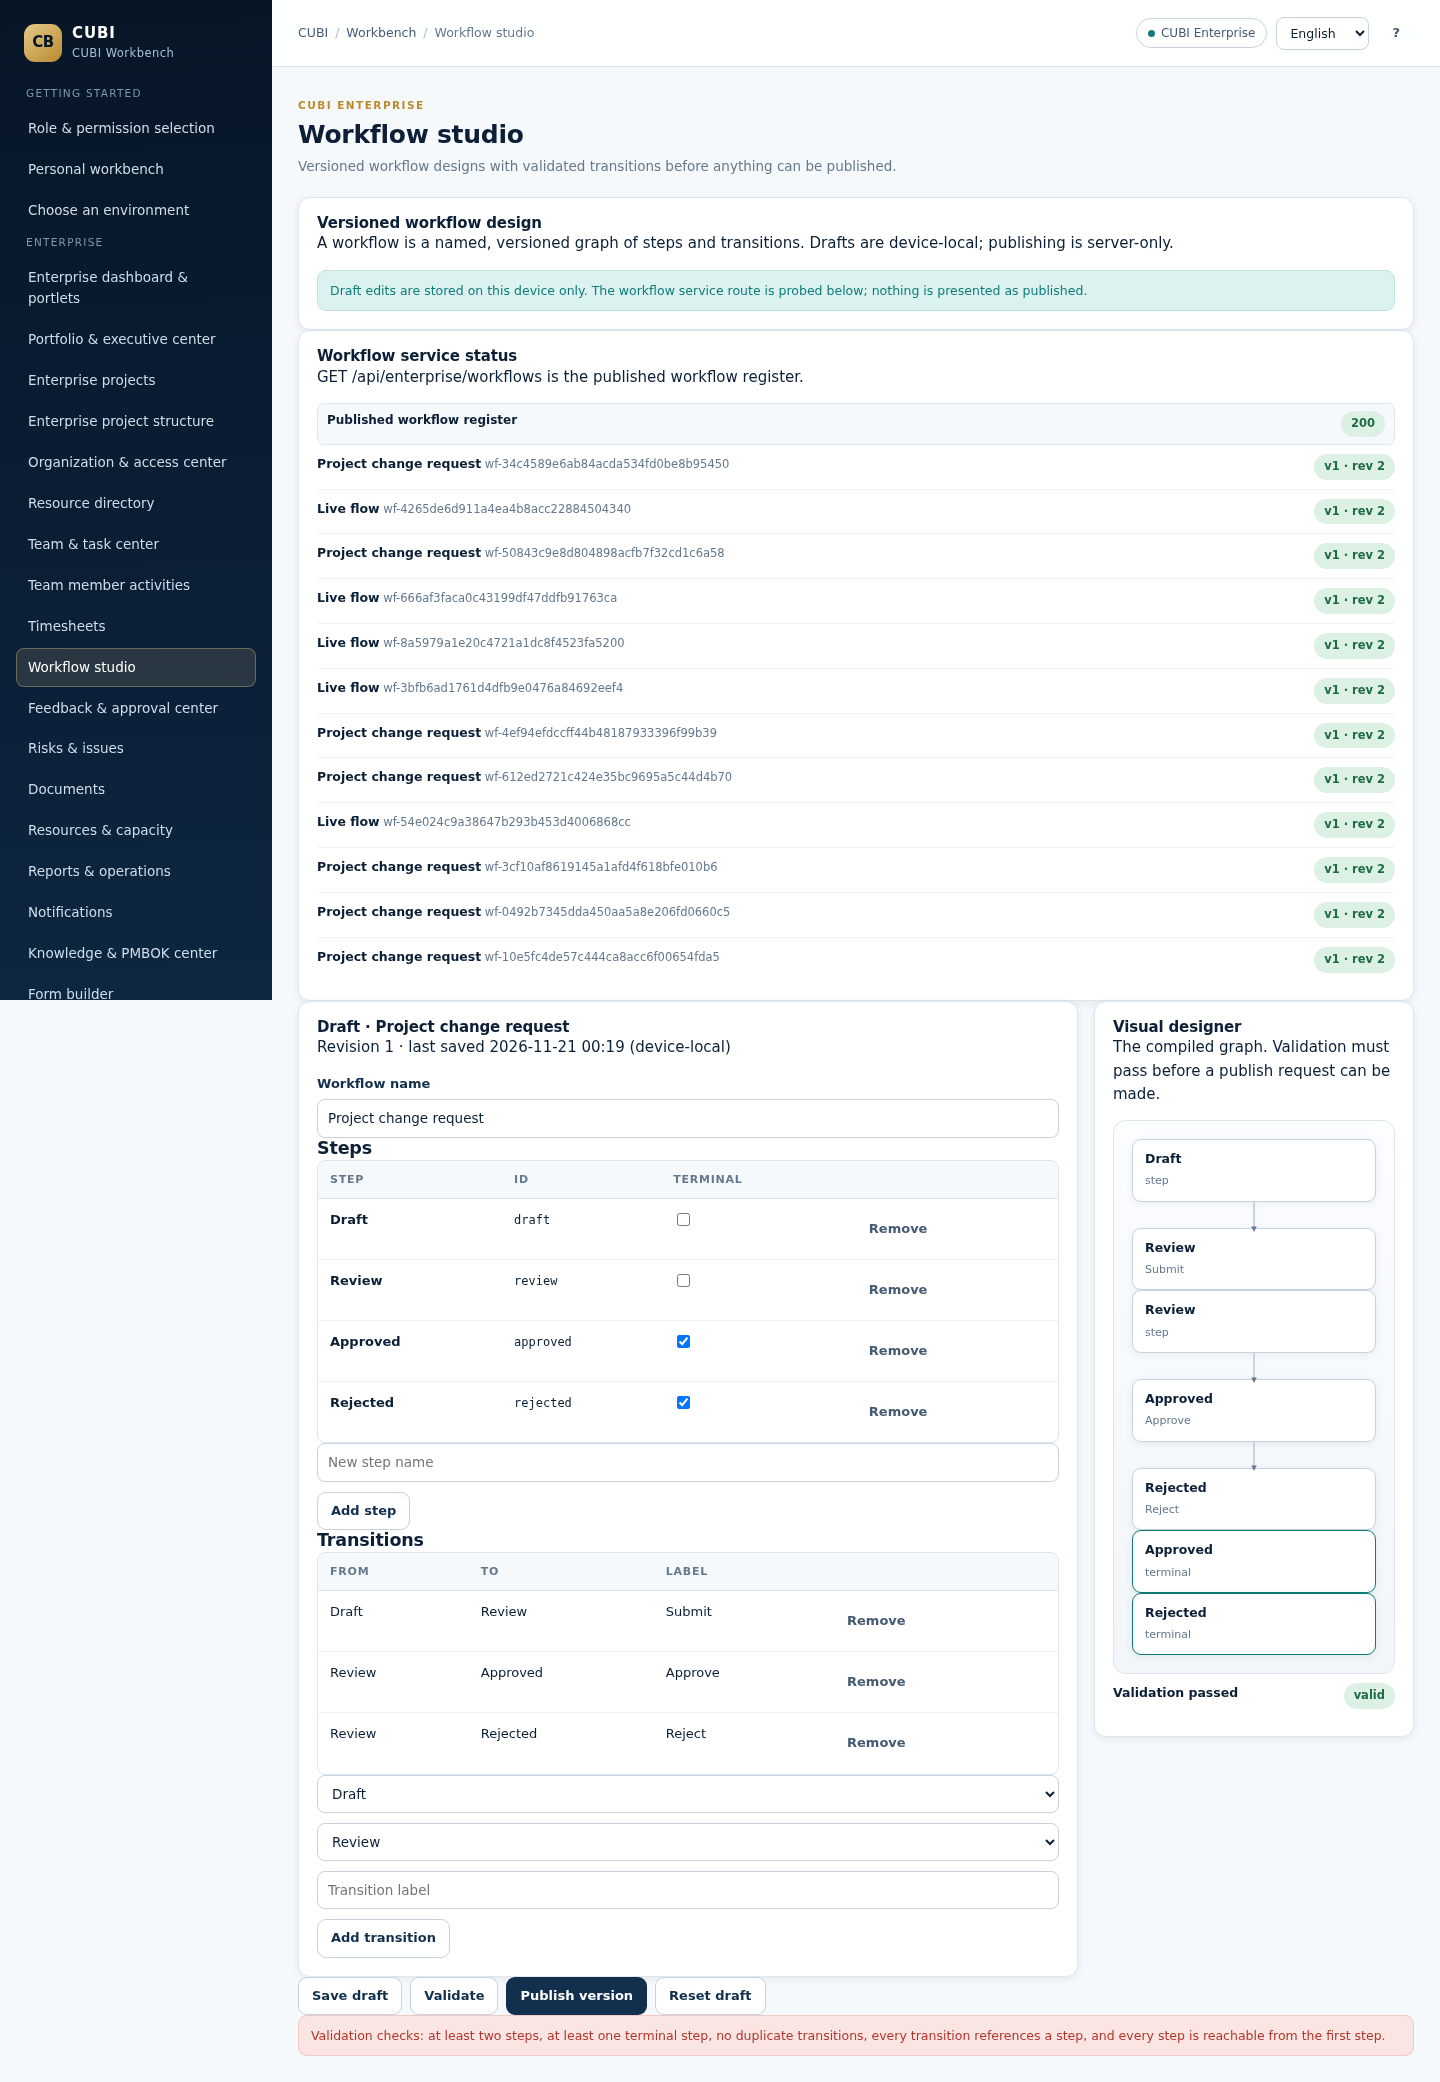 CB
CUBI
CUBI Workbench
GETTING STARTED
Role & permission selection
Personal workbench
Choose an environment
ENTERPRISE
Enterprise dashboard &
portlets
Portfolio & executive center
Enterprise projects
Enterprise project structure
Organization & access center
Resource directory
Team & task center
Team member activities
Timesheets
Workflow studio
Feedback & approval center
Risks & issues
Documents
Resources & capacity
Reports & operations
Notifications
Knowledge & PMBOK center
Form builder
CUBI / Workbench / Workflow studio
CUBI Enterprise
English
?
CUBI ENTERPRISE
Workflow studio
Versioned workflow designs with validated transitions before anything can be published.
Versioned workflow design
A workflow is a named, versioned graph of steps and transitions. Drafts are device-local; publishing is server-only.
Draft edits are stored on this device only. The workflow service route is probed below; nothing is presented as published.
Workflow service status
GET /api/enterprise/workflows is the published workflow register.
Published workflow register 200
Project change request wf-34c4589e6ab84acda534fd0be8b95450 v1 · rev 2
Live flow wf-4265de6d911a4ea4b8acc22884504340 v1 · rev 2
Project change request wf-50843c9e8d804898acfb7f32cd1c6a58 v1 · rev 2
Live flow wf-666af3faca0c43199df47ddfb91763ca v1 · rev 2
Live flow wf-8a5979a1e20c4721a1dc8f4523fa5200 v1 · rev 2
Live flow wf-3bfb6ad1761d4dfb9e0476a84692eef4 v1 · rev 2
Project change request wf-4ef94efdccff44b48187933396f99b39 v1 · rev 2
Project change request wf-612ed2721c424e35bc9695a5c44d4b70 v1 · rev 2
Live flow wf-54e024c9a38647b293b453d4006868cc v1 · rev 2
Project change request wf-3cf10af8619145a1afd4f618bfe010b6 v1 · rev 2
Project change request wf-0492b7345dda450aa5a8e206fd0660c5 v1 · rev 2
Project change request wf-10e5fc4de57c444ca8acc6f00654fda5 v1 · rev 2
Draft · Project change request
Revision 1 · last saved 2026-11-21 00:19 (device-local)
Workflow name
Project change request
Steps
STEP ID TERMINAL
Draft draft Remove
Review review Remove
Approved approved Remove
Rejected rejected Remove
New step name
Add step
Transitions
FROM TO LABEL
Draft Review Submit Remove
Review Approved Approve Remove
Review Rejected Reject Remove
Draft
Review
Transition label
Add transition
Visual designer
The compiled graph. Validation must
pass before a publish request can be
made.
Draft
step
Review
Submit
Review
step
Approved
Approve
Rejected
Reject
Approved
terminal
Rejected
terminal
Validation passed valid
Save draft Validate Publish version Reset draft
Validation checks: at least two steps, at least one terminal step, no duplicate transitions, every transition references a step, and every step is reachable from the first step.